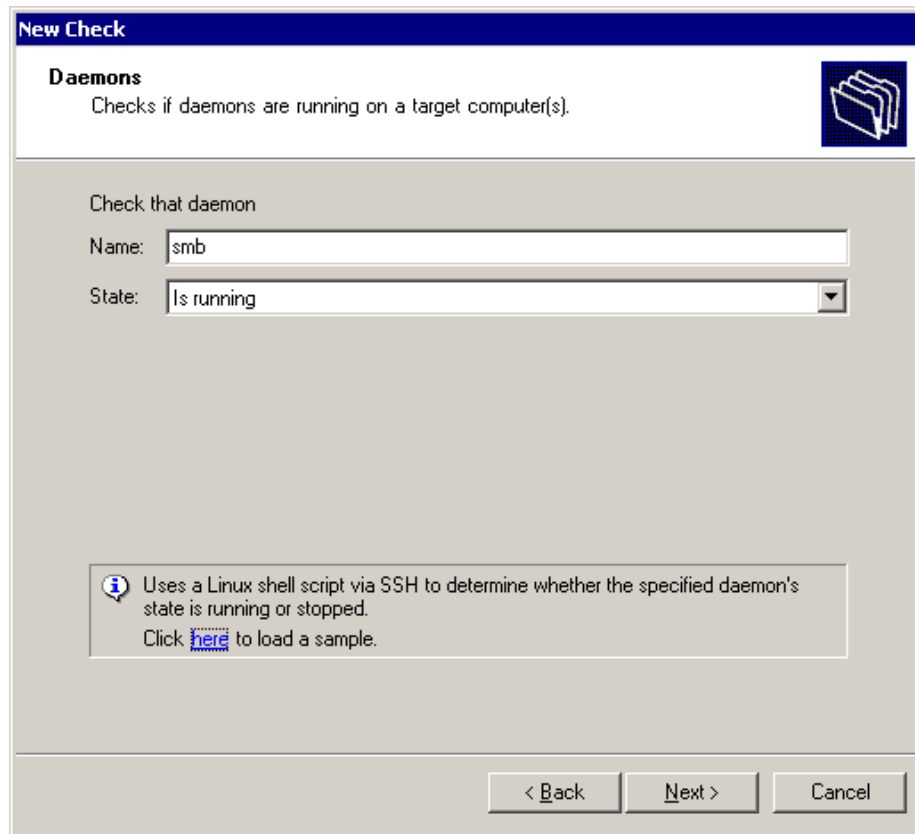 New Check
Daemons
Checks if daemons are running on a target computer(s).
Check that daemon
Name: smb
State: Is running
Uses a Linux shell script via SSH to determine whether the specified daemon's
state is running or stopped.
Click here to load a sample.
< Back Next > Cancel